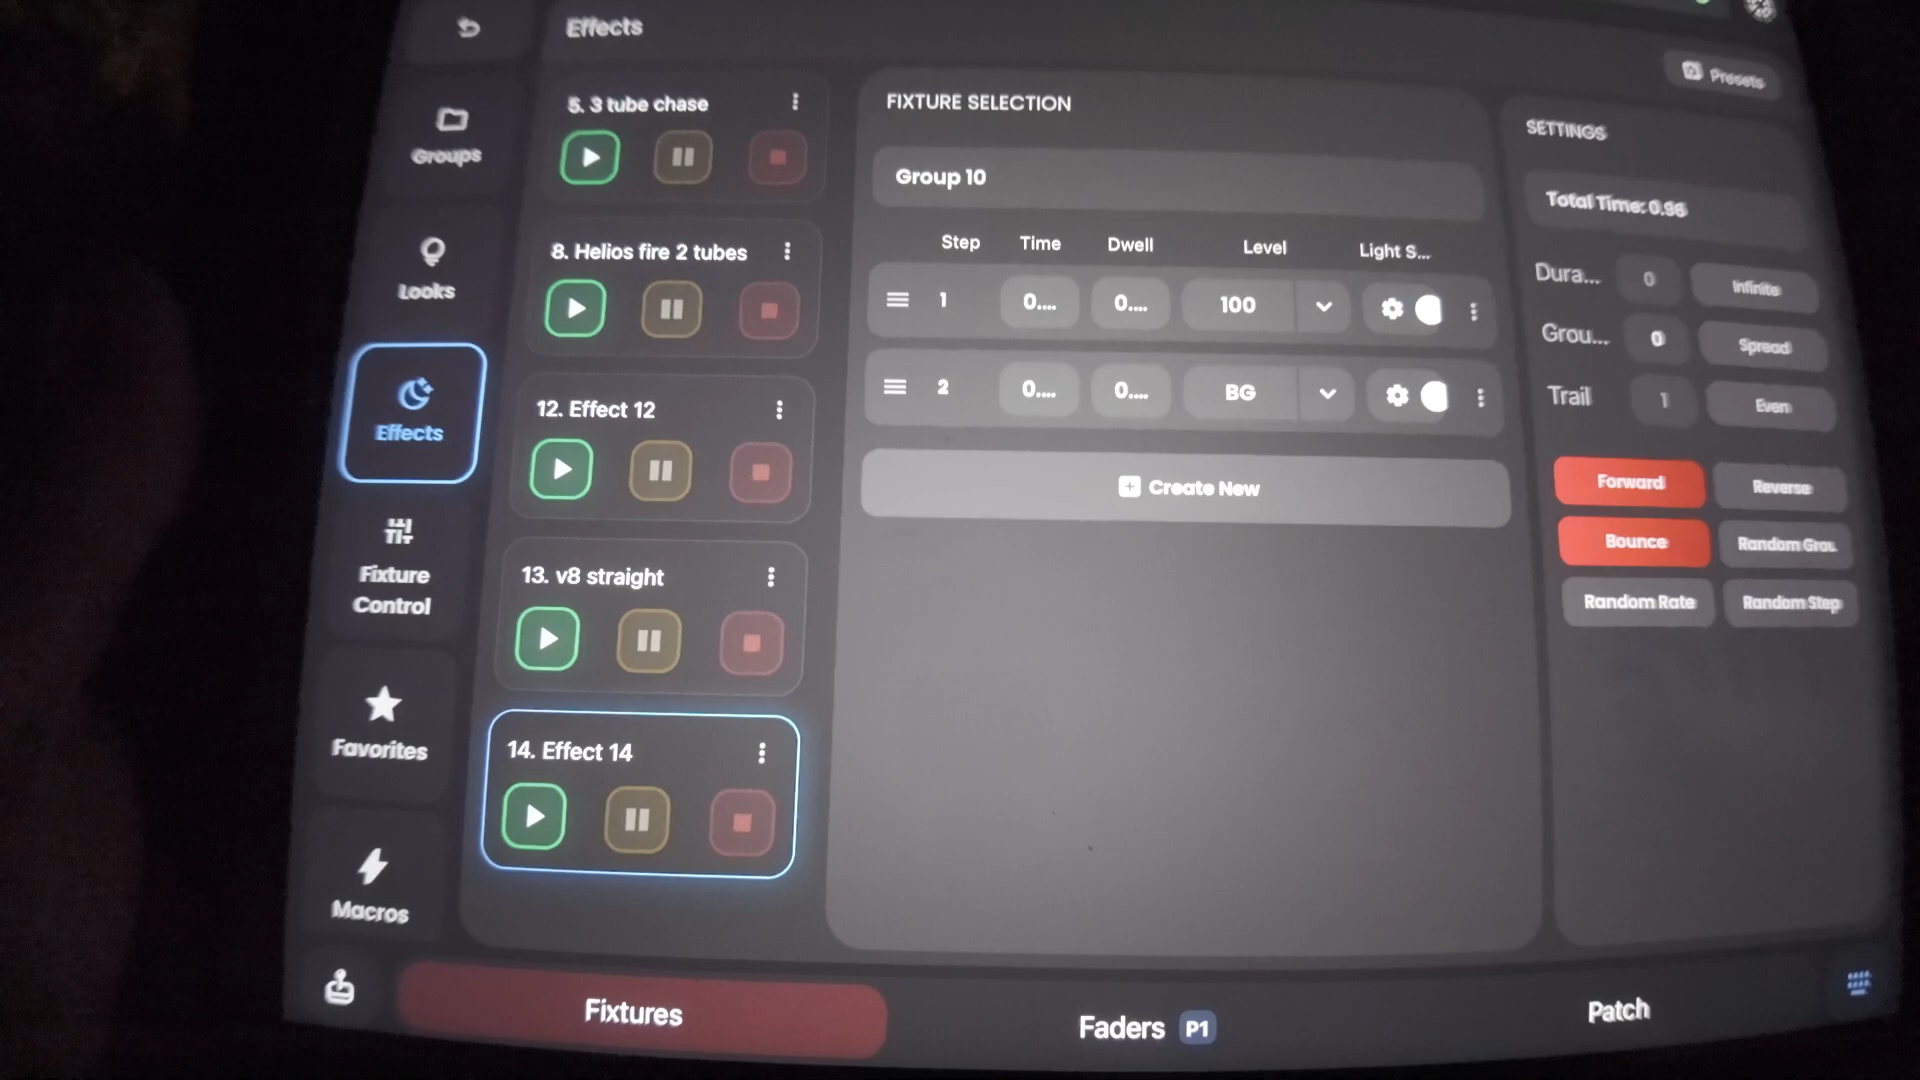 Effects
Presets
Groups
Looks
Effects
Fixture
Control
Favorites
Macros
5. 3 tube chase
8. Helios fire 2 tubes
12. Effect 12
13. v8 straight
14. Effect 14
FIXTURE SELECTION
Group 10
Step Time Dwell Level Light S...
1 0.... 0.... 100
2 0.... 0.... BG
Create New
SETTINGS
Total Time: 0.96
Dura... 0 Infinite
Grou... 0 Spread
Trail 1 Even
Forward Reverse
Bounce Random Grou
Random Rate Random Step
Fixtures
Faders P1
Patch